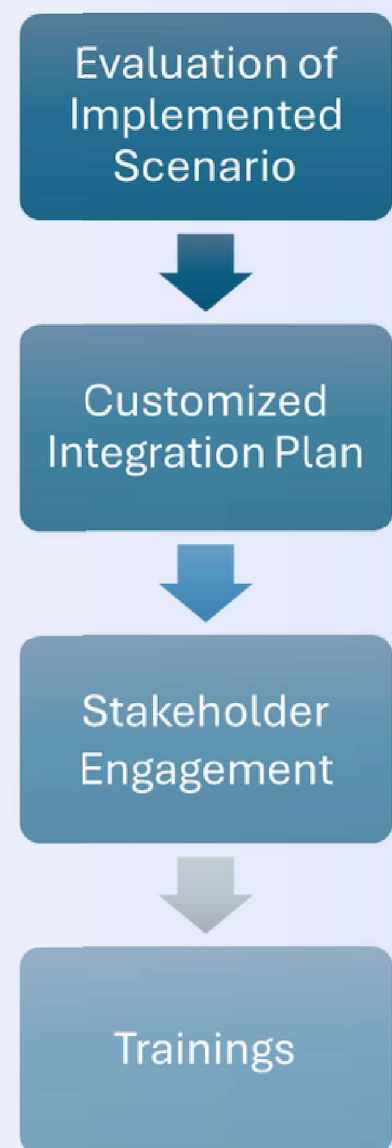 Evaluation of
Implemented
Scenario
Customized
Integration Plan
Stakeholder
Engagement
Trainings